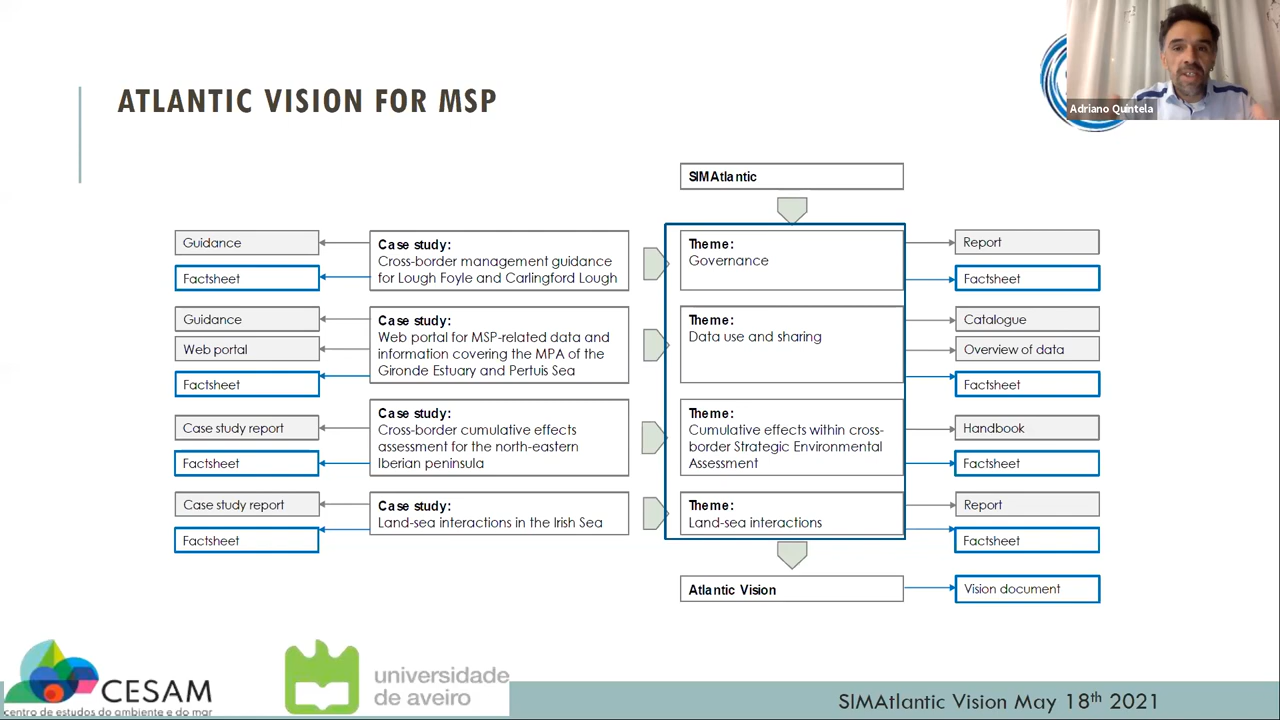 ATLANTIC VISION FOR MSP
Adriano Quintela
SIMAtlantic
Guidance
Factsheet
Case study:
Cross-border management guidance
for Lough Foyle and Carlingford Lough
Theme:
Governance
Report
Factsheet
Guidance
Web portal
Factsheet
Case study:
Web portal for MSP-related data and
information covering the MPA of the
Gironde Estuary and Pertuis Sea
Theme:
Data use and sharing
Catalogue
Overview of data
Factsheet
Case study report
Factsheet
Case study:
Cross-border cumulative effects
assessment for the north-eastern
Iberian peninsula
Theme:
Cumulative effects within cross-
border Strategic Environmental
Assessment
Handbook
Factsheet
Case study report
Factsheet
Case study:
Land-sea interactions in the Irish Sea
Theme:
Land-sea interactions
Report
Factsheet
Atlantic Vision
Vision document
CESAM
centro de estudos do ambiente e do mar
universidade
de aveiro
SIMAtlantic Vision May 18th 2021